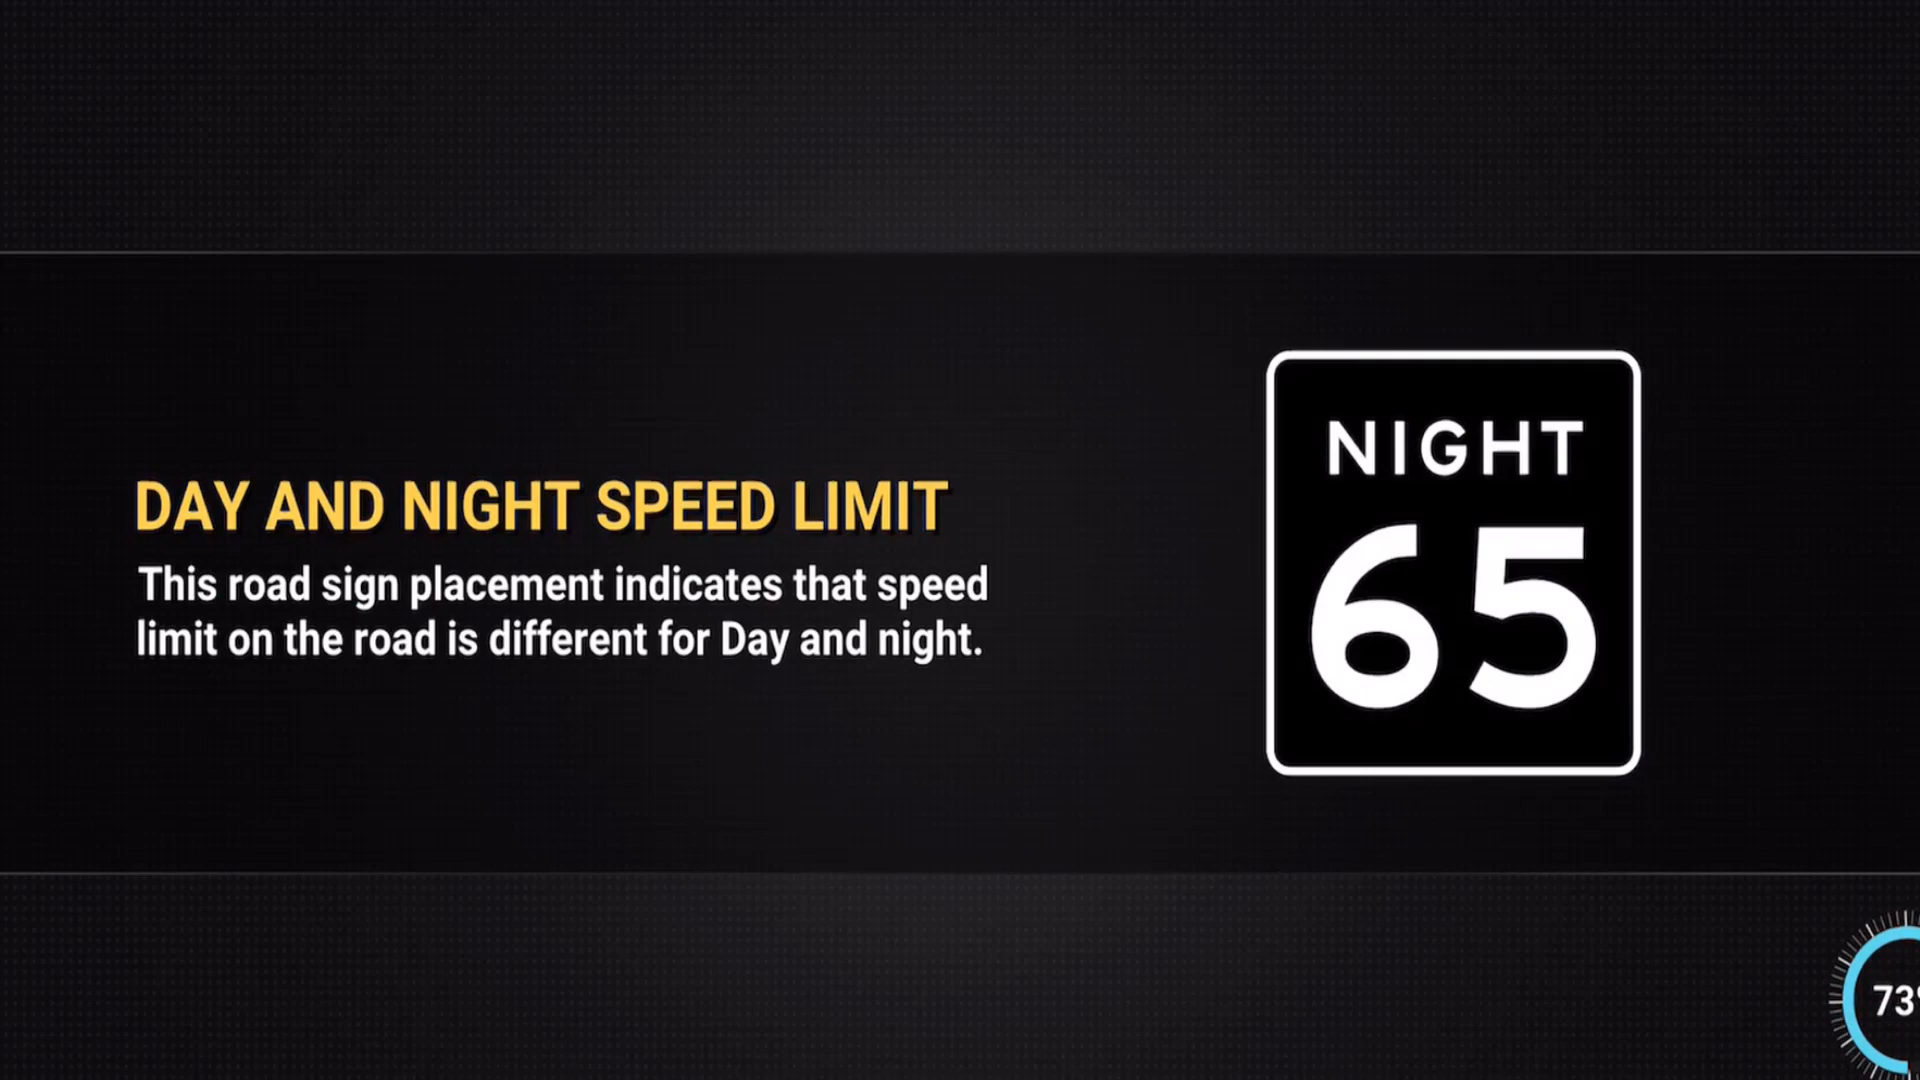 DAY AND NIGHT SPEED LIMIT
This road sign placement indicates that speed
limit on the road is different for Day and night.
NIGHT
65
73